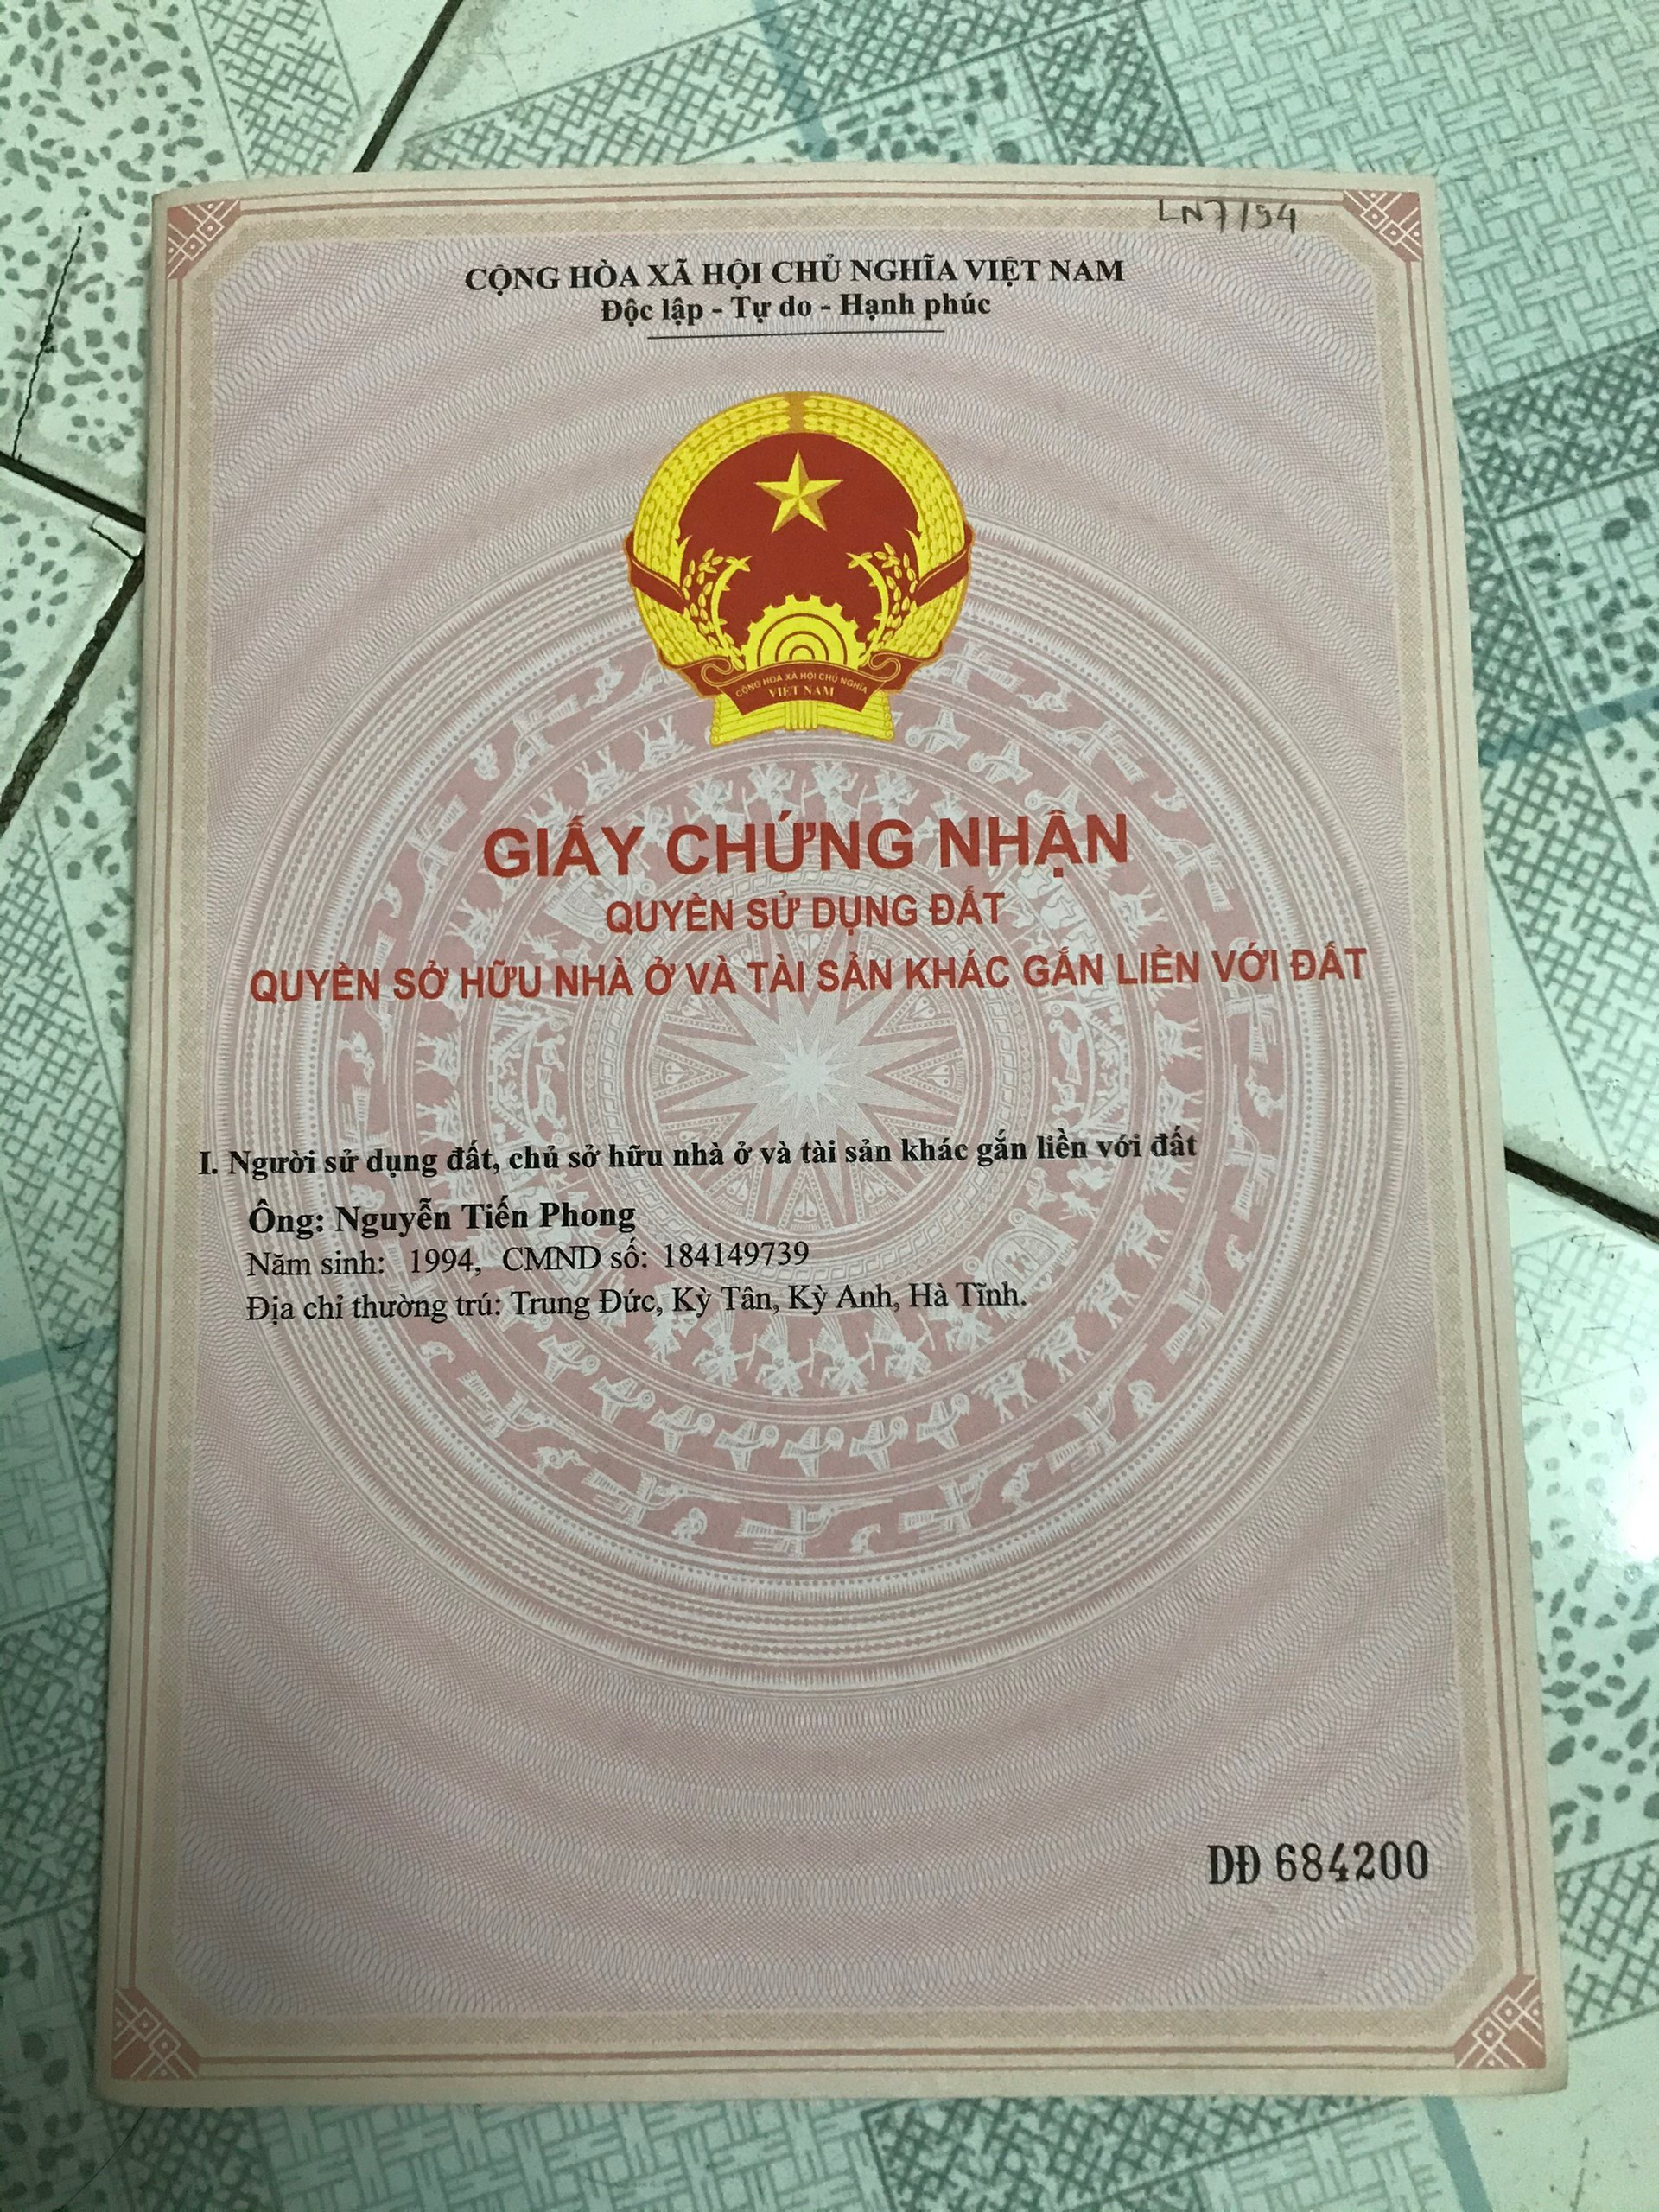 LN7/54
CỘNG HÒA XÃ HỘI CHỦ NGHĨA VIỆT NAM
Độc lập - Tự do - Hạnh phúc
CỘNG HÒA XÃ HỘI CHỦ NGHĨA
VIỆT NAM
GIẤY CHỨNG NHẬN
QUYỀN SỬ DỤNG ĐẤT
QUYỀN SỞ HỮU NHÀ Ở VÀ TÀI SẢN KHÁC GẮN LIỀN VỚI ĐẤT
I. Người sử dụng đất, chủ sở hữu nhà ở và tài sản khác gắn liền với đất
Ông: Nguyễn Tiến Phong
Năm sinh: 1994, CMND số: 184149739
Địa chỉ thường trú: Trung Đức, Kỳ Tân, Kỳ Anh, Hà Tĩnh.
DĐ 684200